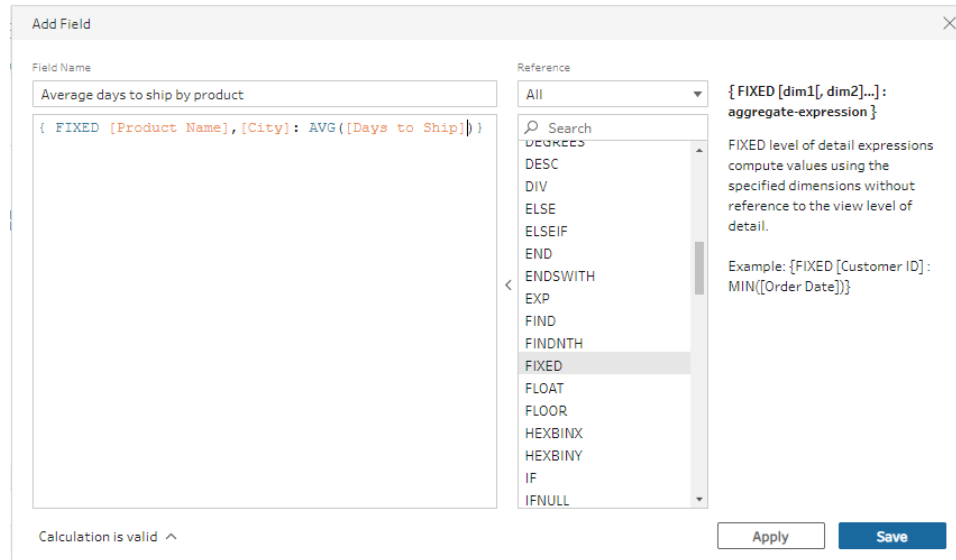 Add Field
Field Name
Average days to ship by product
{ FIXED [Product Name],[City]: AVG([Days to Ship])}
Calculation is valid
Reference
All
Search
DEGREES
DESC
DIV
ELSE
ELSEIF
END
ENDSWITH
EXP
FIND
FINDNTH
FIXED
FLOAT
FLOOR
HEXBINX
HEXBINY
IF
IFNULL
{ FIXED [dim1[, dim2]...] :
aggregate-expression }
FIXED level of detail expressions
compute values using the
specified dimensions without
reference to the view level of
detail.
Example: {FIXED [Customer ID] :
MIN([Order Date])}
Apply
Save